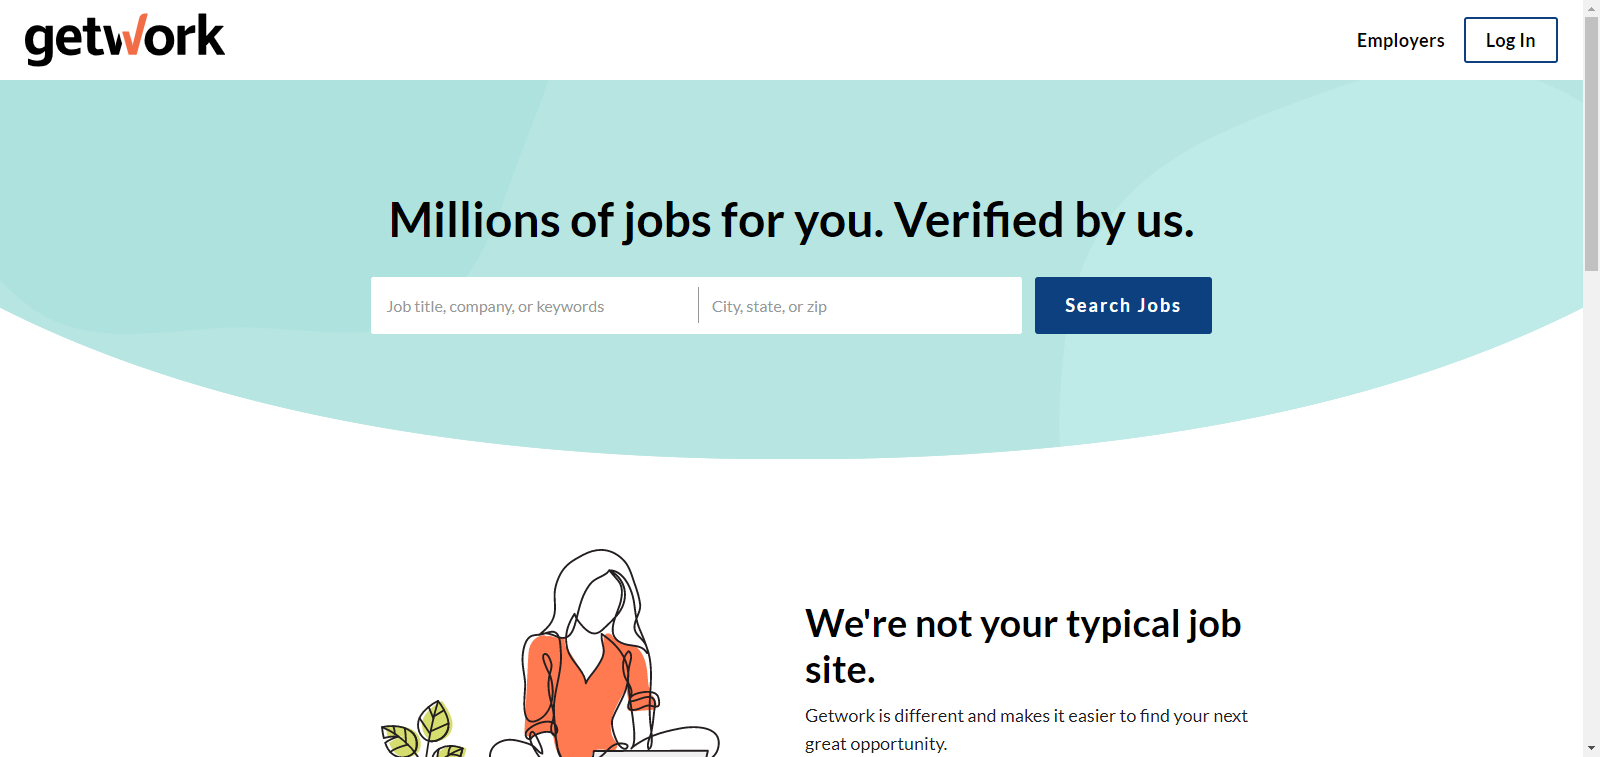 getwork
Employers
Log In
Millions of jobs for you. Verified by us.
Job title, company, or keywords
City, state, or zip
Search Jobs
We're not your typical job
site.
Getwork is different and makes it easier to find your next
great opportunity.